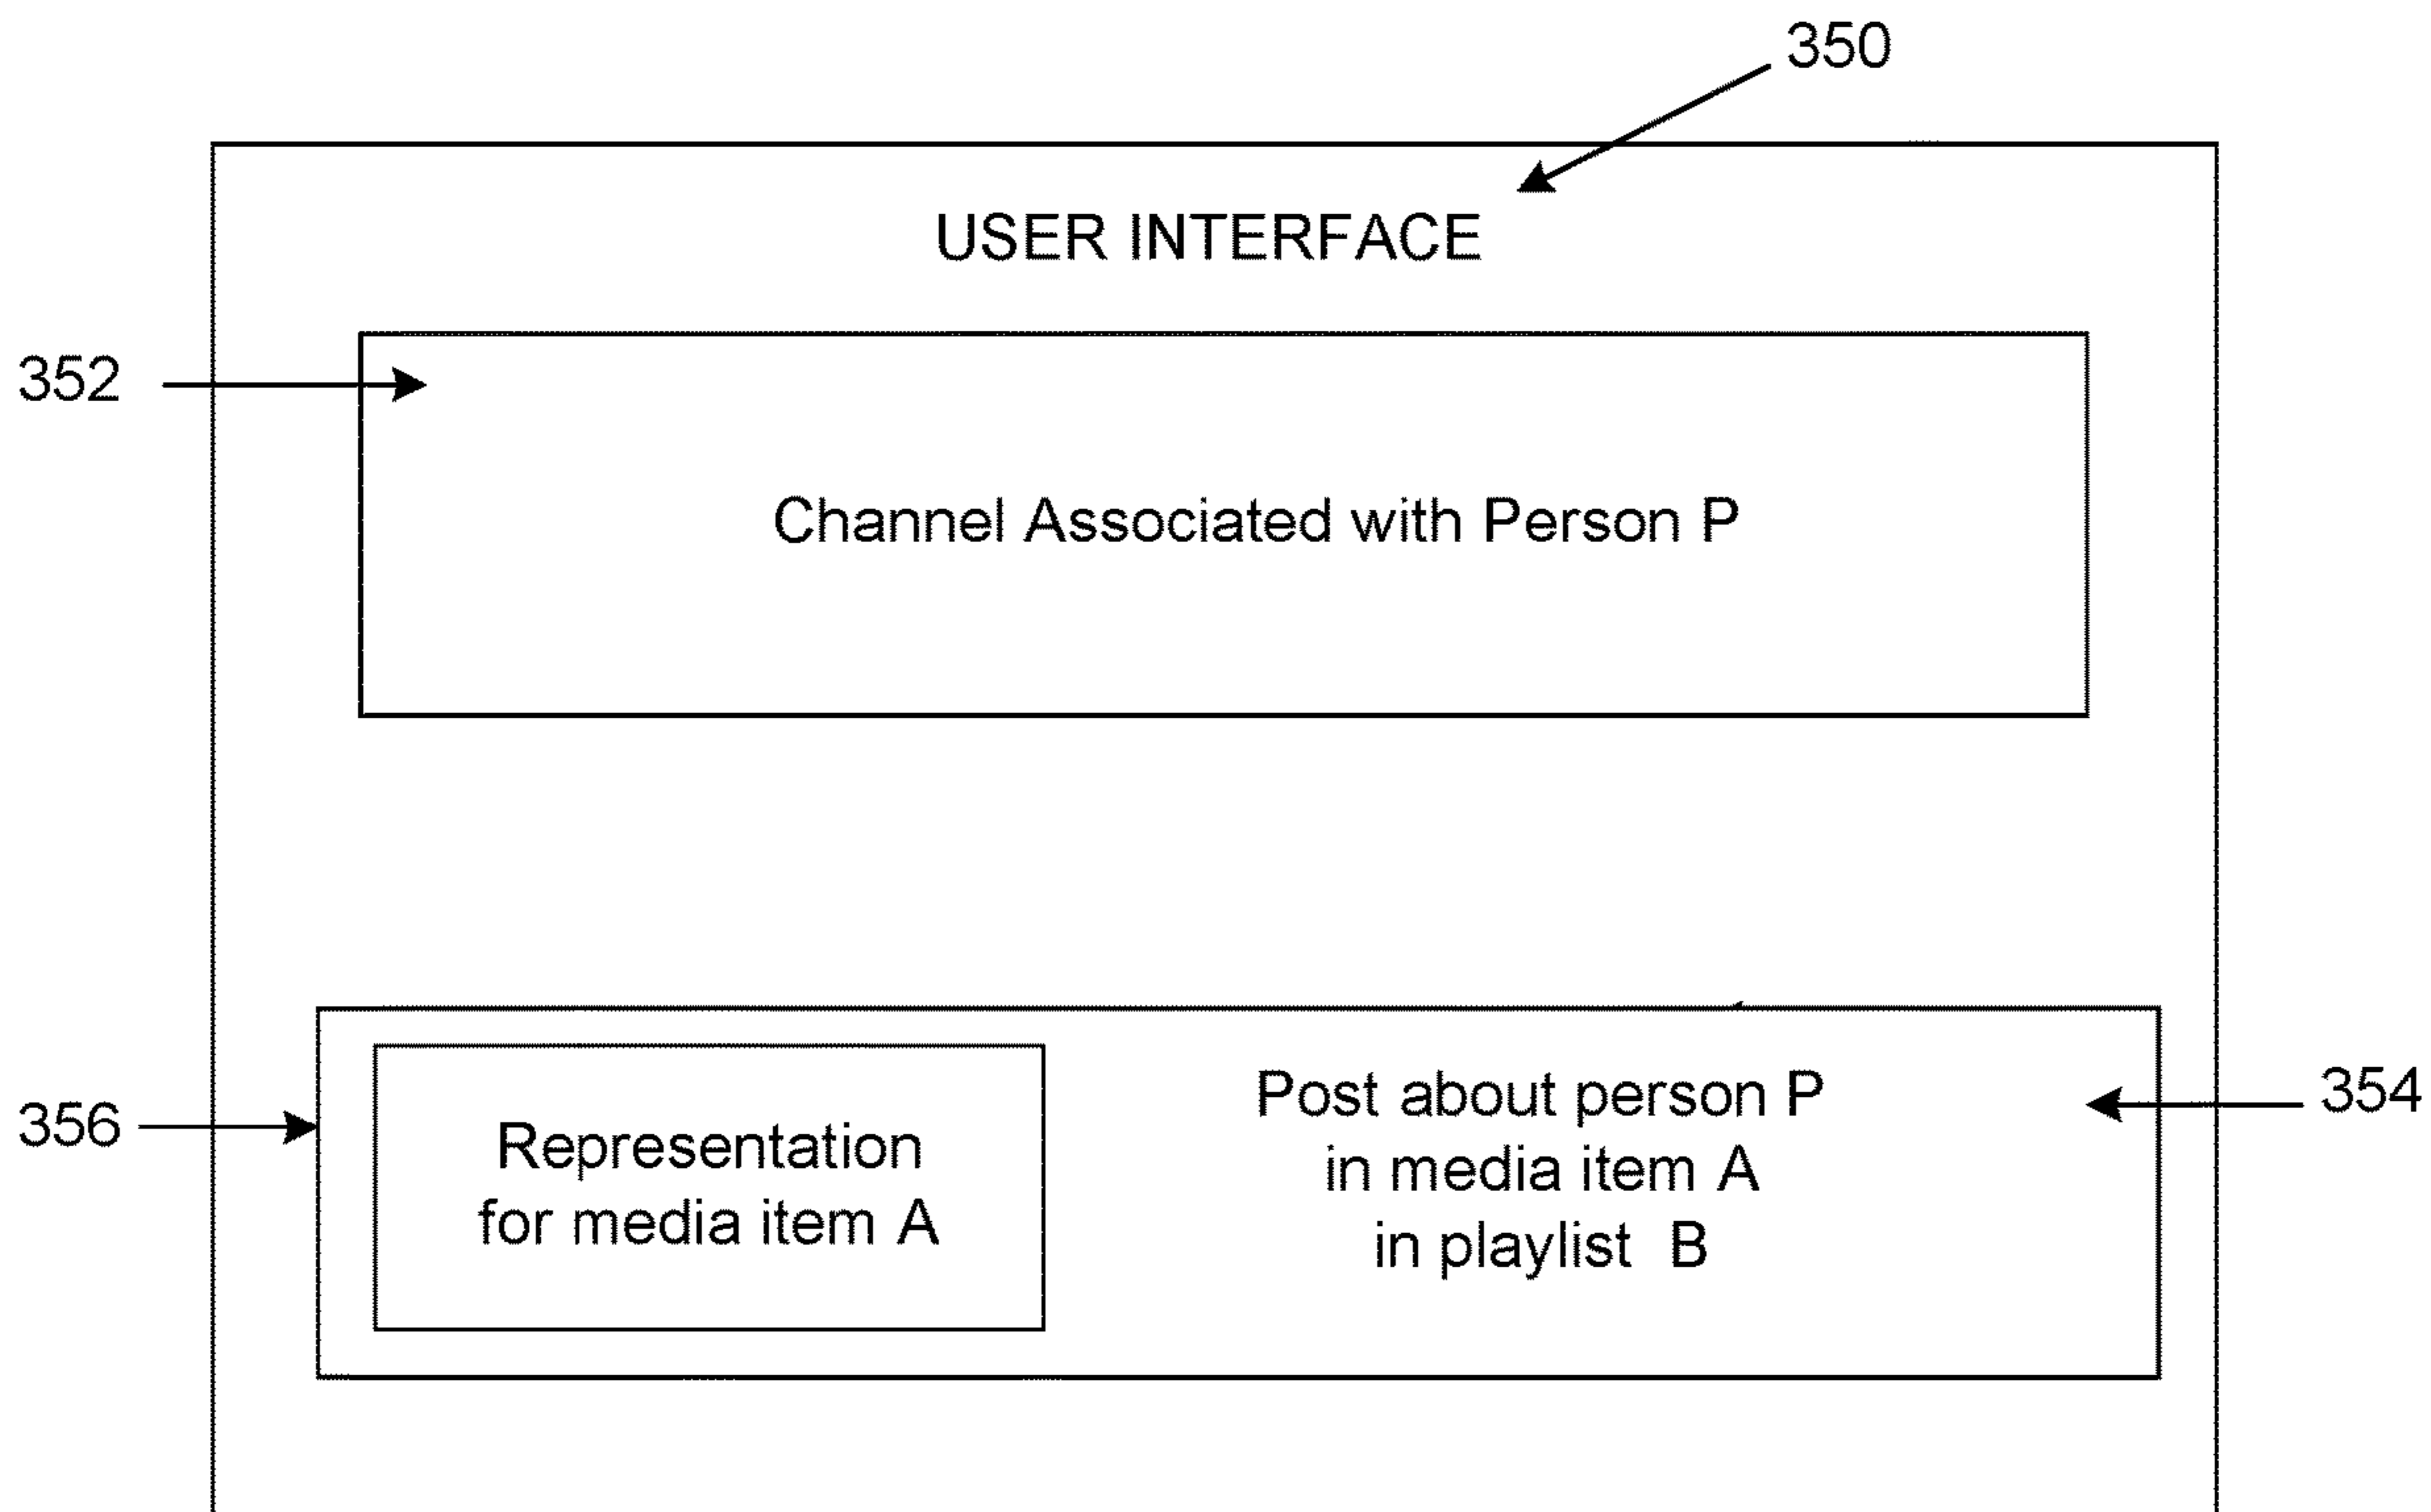 350
USER INTERFACE
352
Channel Associated with Person P
356
Representation
for media item A
Post about person P
in media item A
in playlist B
354